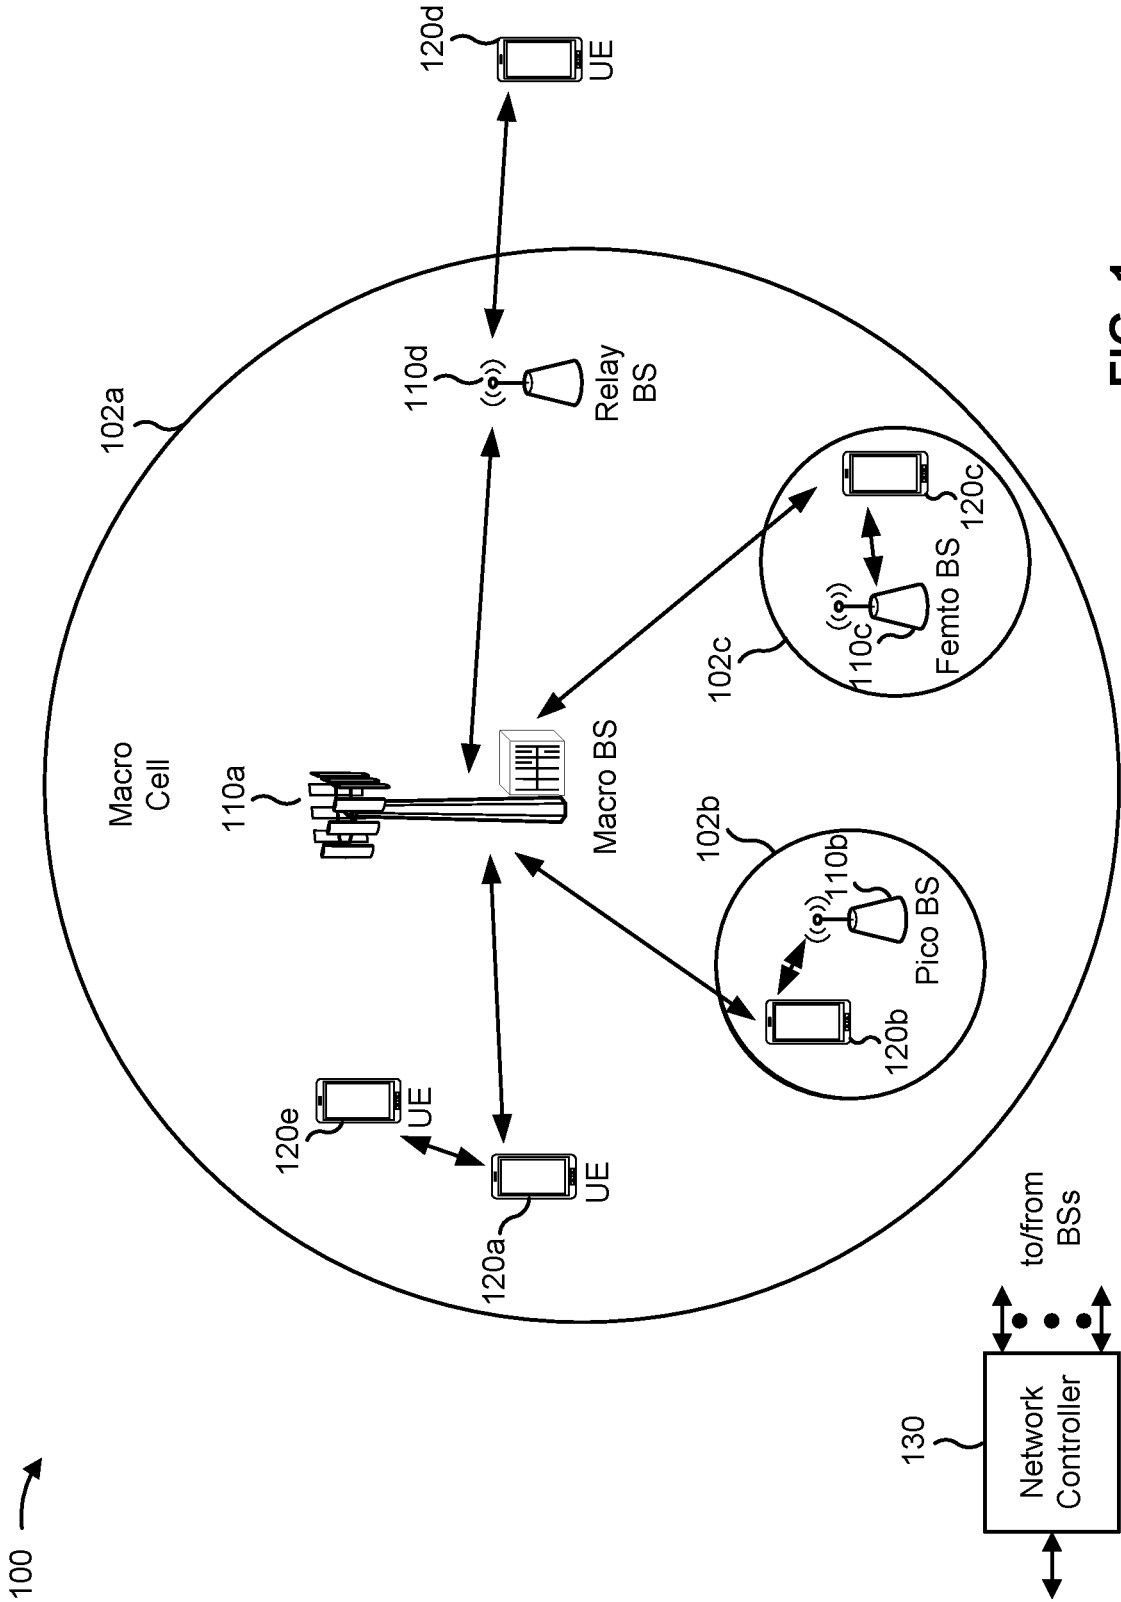 100
Macro
Cell
102a
110a
120e
UE
110d
120d
120a
UE
Macro BS
Relay
BS
UE
102b
102c
110b
110c
120b
Pico BS
Femto BS
120c
130
Network
Controller
to/from
BSs
FIG. 1